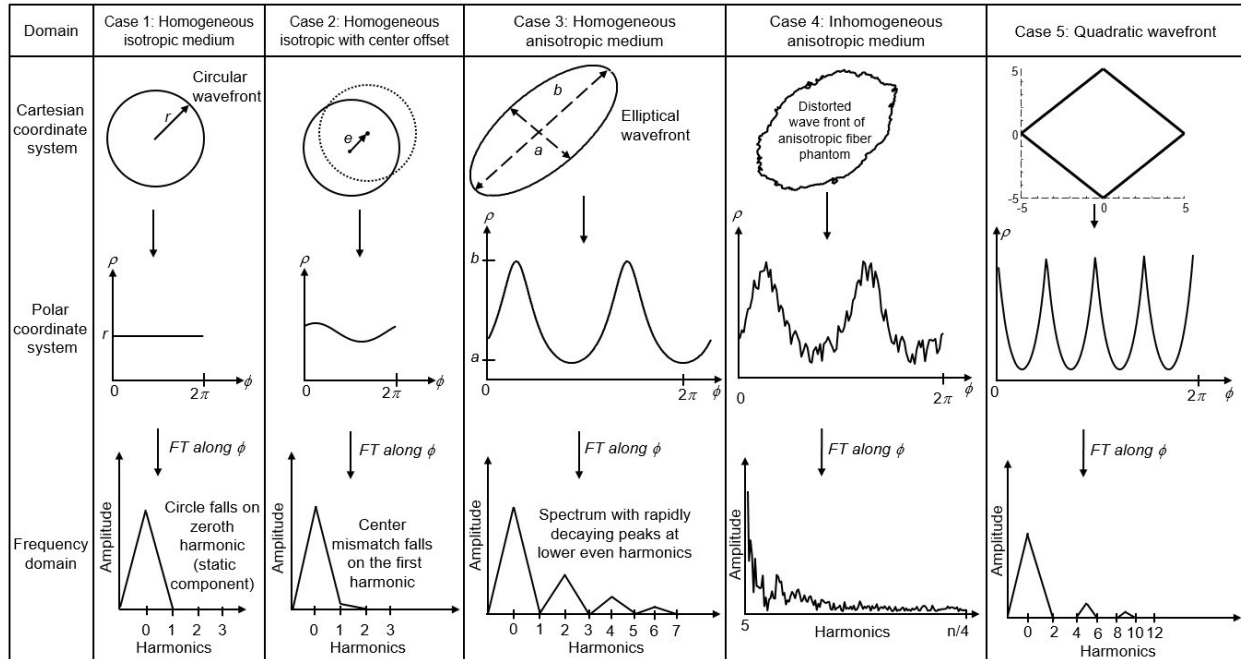 Domain
Case 1: Homogeneous
isotropic medium
Case 2: Homogeneous
isotropic with center offset
Case 3: Homogeneous
anisotropic medium
Case 4: Inhomogeneous
anisotropic medium
Case 5: Quadratic wavefront
Cartesian
coordinate
system
Circular
wavefront
r
e
b
a
Elliptical
wavefront
Distorted
wave front of
anisotropic fiber
phantom
5
0
-5
-5
0
5
Polar
coordinate
system
ρ
r
0
2π
ϕ
ρ
0
2π
ϕ
ρ
b
a
0
2π
ϕ
ρ
0
2π
ϕ
ρ
0
2π
ϕ
Frequency
domain
FT along ϕ
Amplitude
Circle falls on
zeroth
harmonic
(static
component)
0 1 2 3
Harmonics
FT along ϕ
Amplitude
Center
mismatch falls
on the first
harmonic
0 1 2 3
Harmonics
FT along ϕ
Amplitude
Spectrum with rapidly
decaying peaks at
lower even harmonics
0 1 2 3 4 5 6 7
Harmonics
FT along ϕ
Amplitude
5 Harmonics n/4
FT along ϕ
Amplitude
0 2 4 6 8 10 12
Harmonics